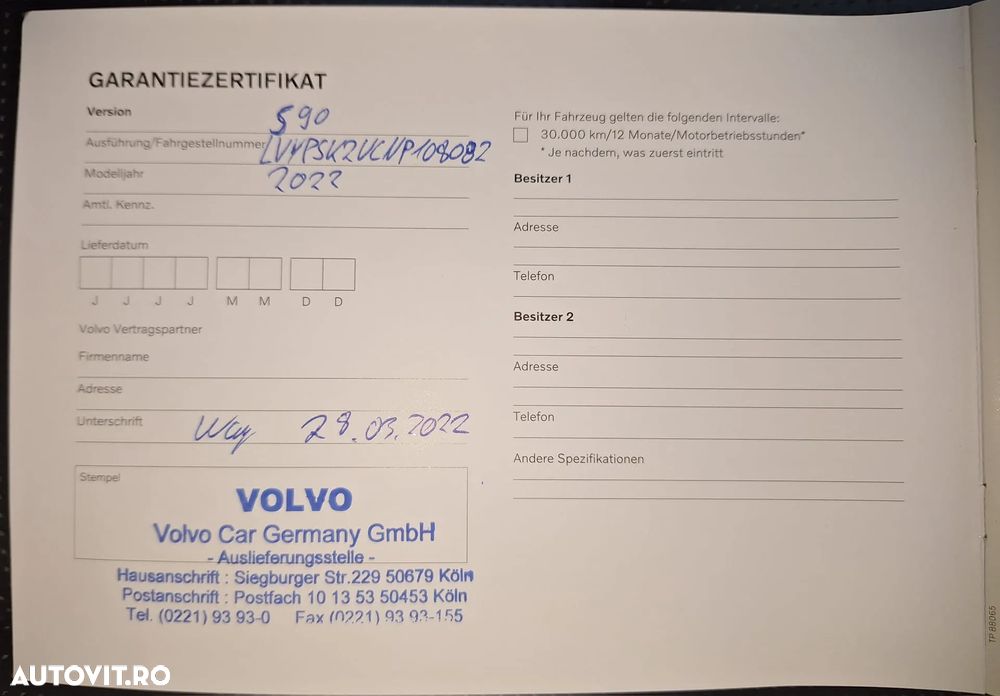 GARANTIEZERTIFIKAT
Version S90
Ausführung/Fahrgestellnummer LVYPSK2VCNP108082
Modelljahr 2022
Amtl. Kennz.
Lieferdatum
J J J J M M D D
Volvo Vertragspartner
Firmenname
Adresse
Unterschrift 28.03.2022
Stempel
VOLVO
Volvo Car Germany GmbH
- Auslieferungsstelle -
Hausanschrift : Siegburger Str.229 50679 Köln
Postanschrift : Postfach 10 13 53 50453 Köln
Tel. (0221) 93 93-0 Fax (0221) 93 93-155
Für Ihr Fahrzeug gelten die folgenden Intervalle:
30.000 km/12 Monate/Motorbetriebsstunden*
* Je nachdem, was zuerst eintritt
Besitzer 1
Adresse
Telefon
Besitzer 2
Adresse
Telefon
Andere Spezifikationen
TP 88065
AUTOVIT.RO